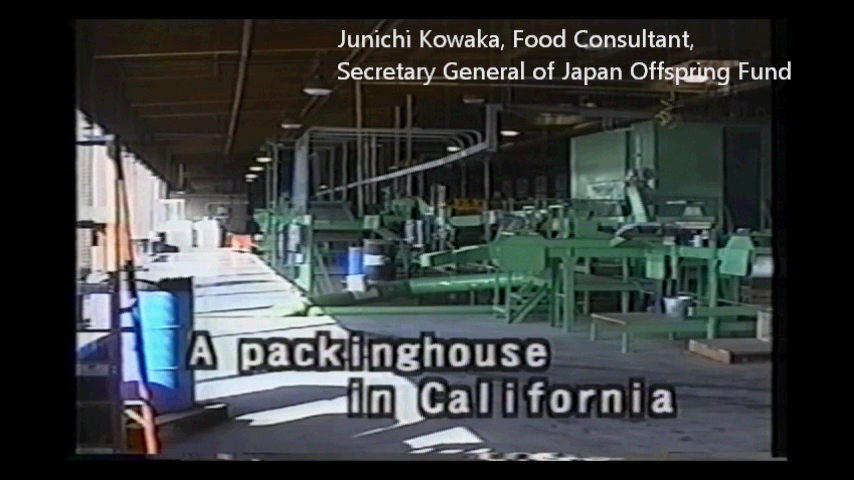 Junichi Kowaka, Food Consultant,
Secretary General of Japan Offspring Fund
A packinghouse
in California